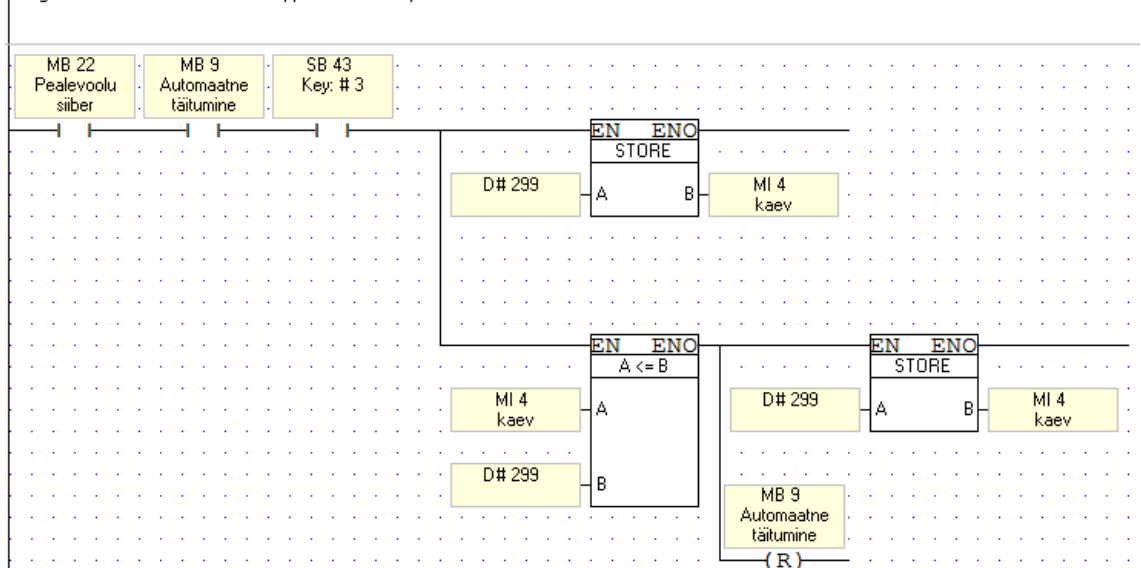 MB 22
Pealevoolu
siiber
MB 9
Automaatne
täitumine
SB 43
Key: # 3
EN ENO
STORE
D# 299
A B
MI 4
kaev
EN ENO
A <= B
MI 4
kaev
A
D# 299
B
EN ENO
STORE
D# 299
A B
MI 4
kaev
MB 9
Automaatne
täitumine
(R)